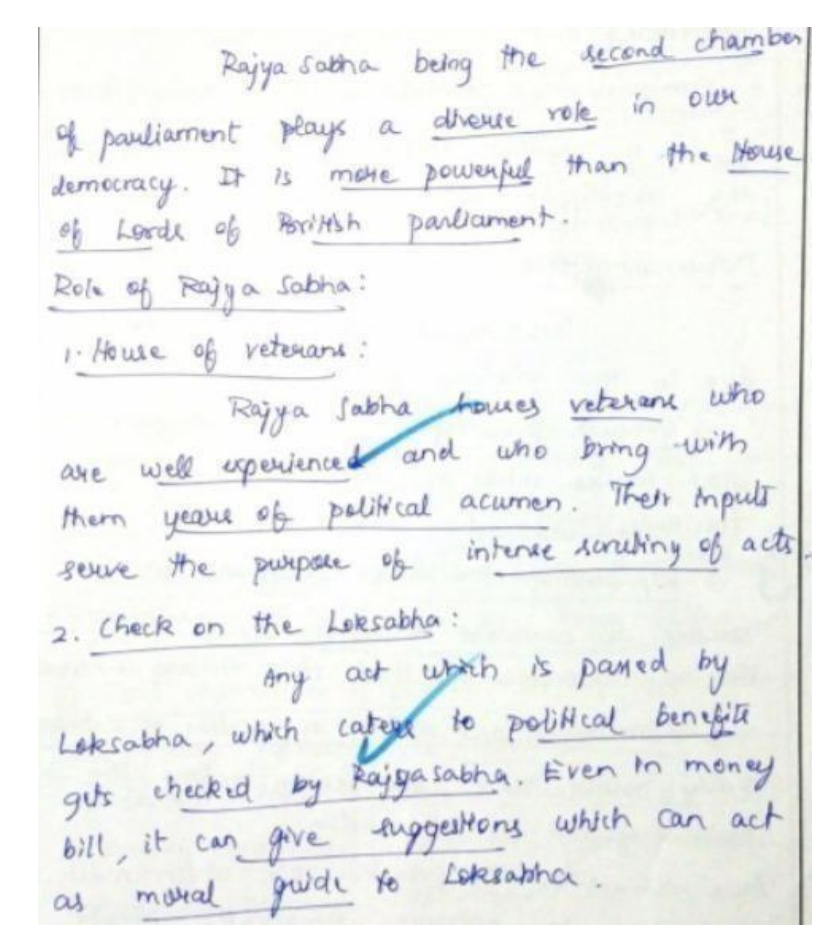 Rajya Sabha being the second chamber
of parliament plays a diverse role in our
democracy. It is more powerful than the House
of Lords of British parliament.
Role of Rajya Sabha:
1. House of veterans:
Rajya Sabha houses veterans who
are well experienced and who bring with
them years of political acumen. Their inputs
serve the purpose of intense scrutiny of acts.
2. Check on the Loksabha:
Any act which is passed by
Loksabha, which caters to political benefits
gets checked by Rajyasabha. Even in money
bill, it can give suggestions which can act
as moral guide to Loksabha.